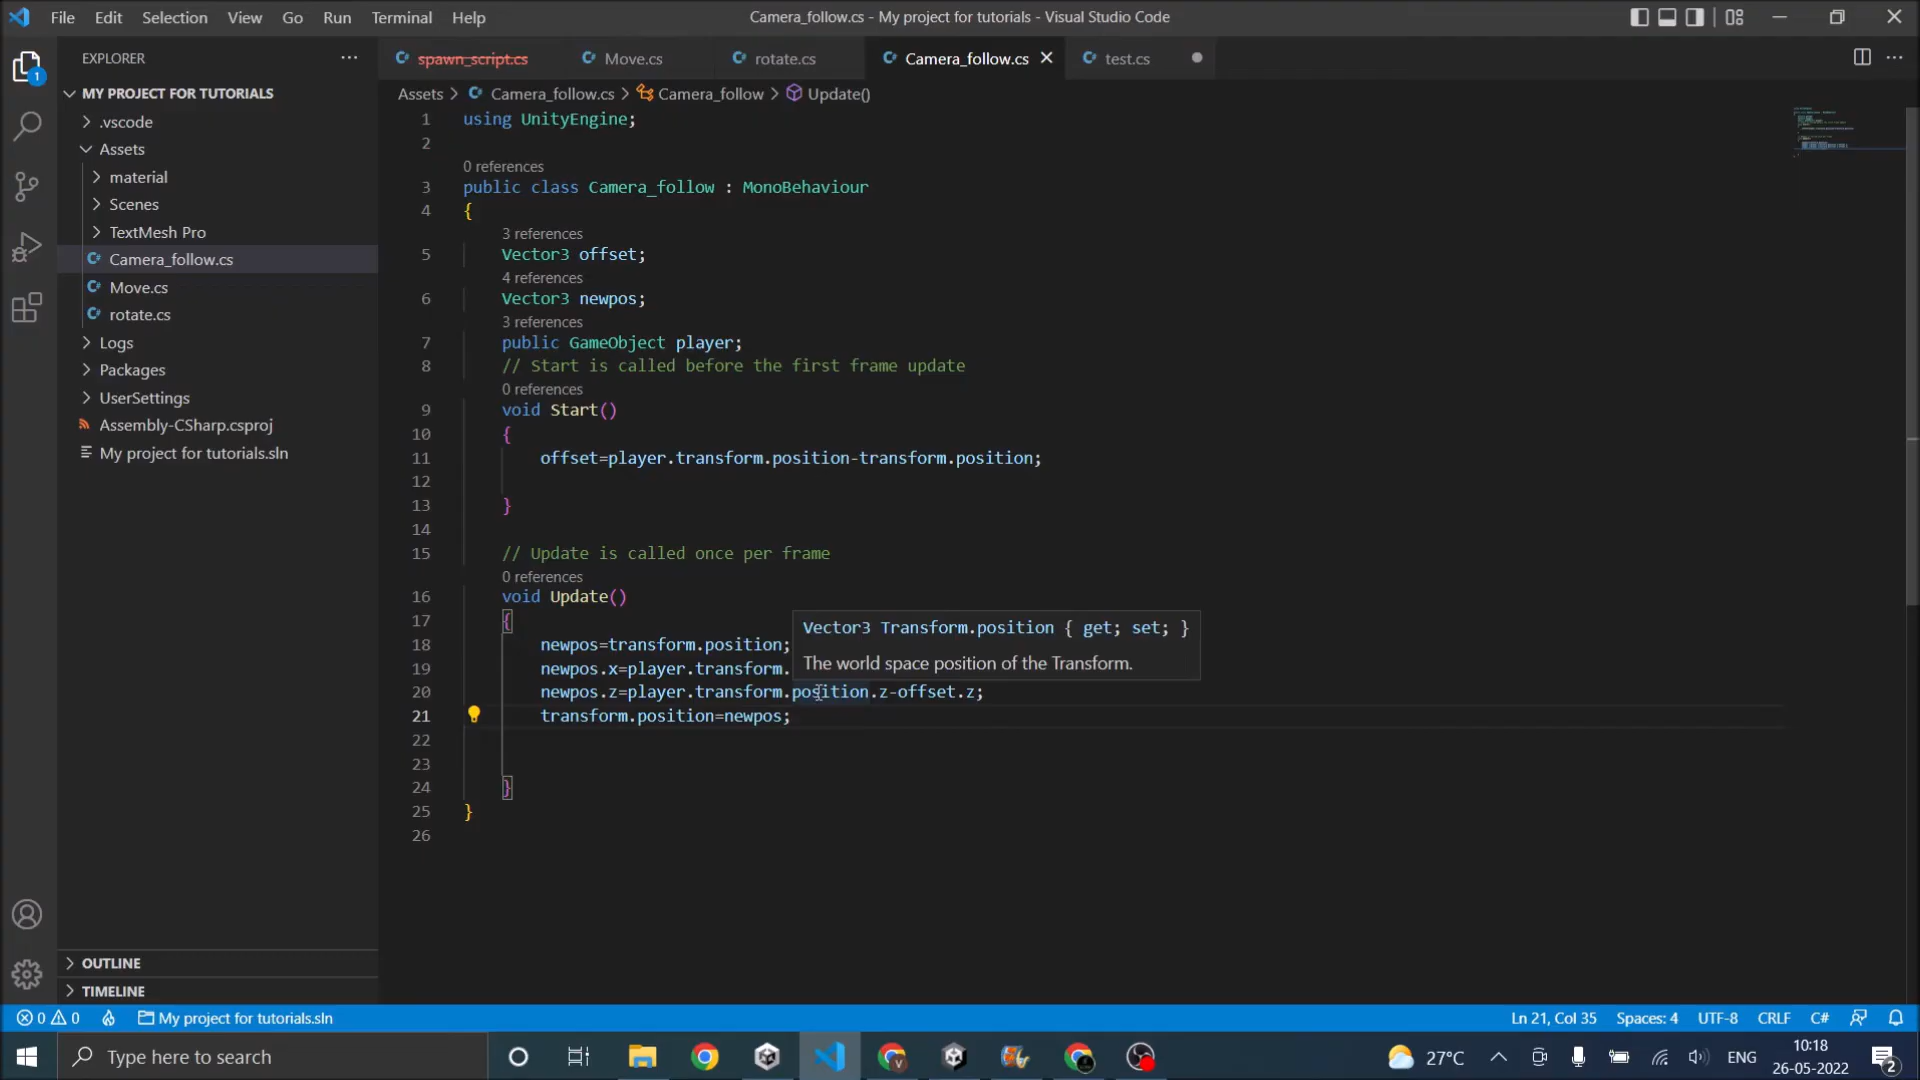 File Edit Selection View Go Run Terminal Help
Camera_follow.cs - My project for tutorials - Visual Studio Code
EXPLORER
MY PROJECT FOR TUTORIALS
.vscode
Assets
material
Scenes
TextMesh Pro
Camera_follow.cs
Move.cs
rotate.cs
Logs
Packages
UserSettings
Assembly-CSharp.csproj
My project for tutorials.sln
OUTLINE
TIMELINE
1
spawn_script.cs
Move.cs
rotate.cs
Camera_follow.cs
test.cs
Assets > Camera_follow.cs > Camera_follow > Update()
1 using UnityEngine;
2
0 references
3 public class Camera_follow : MonoBehaviour
4 {
3 references
5 Vector3 offset;
4 references
6 Vector3 newpos;
3 references
7 public GameObject player;
8 // Start is called before the first frame update
0 references
9 void Start()
10 {
11 offset=player.transform.position-transform.position;
12
13 }
14
15 // Update is called once per frame
0 references
16 void Update()
17 {
Vector3 Transform.position { get; set; }
18 newpos=transform.position;
The world space position of the Transform.
19 newpos.x=player.transform.
20 newpos.z=player.transform.position.z-offset.z;
21 transform.position=newpos;
22
23
24 }
25 }
26
0 0 My project for tutorials.sln
Ln 21, Col 35 Spaces: 4 UTF-8 CRLF C#
Type here to search
27°C ENG
10:18
26-05-2022
2